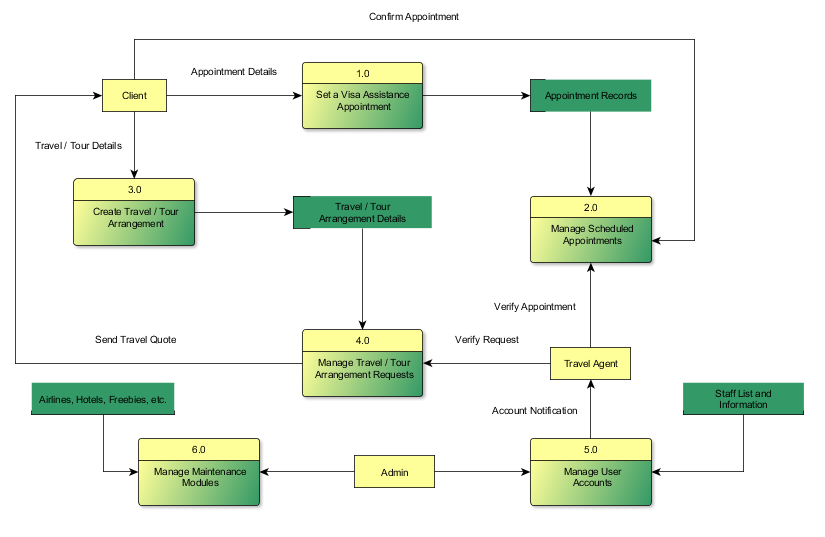 Confirm Appointment
Appointment Details
1.0
Client
Set a Visa Assistance
Appointment
Appointment Records
Travel / Tour Details
3.0
Create Travel / Tour
Arrangement
Travel / Tour
Arrangement Details
2.0
Manage Scheduled
Appointments
Verify Appointment
Send Travel Quote
4.0
Manage Travel / Tour
Arrangement Requests
Verify Request
Travel Agent
Airlines, Hotels, Freebies, etc.
Account Notification
Staff List and
Information
6.0
Manage Maintenance
Modules
Admin
5.0
Manage User
Accounts